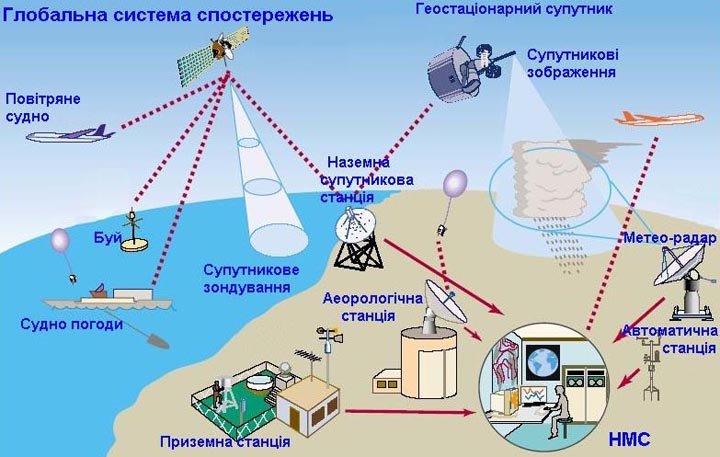 Глобальна система спостережень
Геостаціонарний супутник
Супутникові
зображення
Повітряне
судно
Наземна
супутникова
станція
Буй
Метео-радар
Супутникове
зондування
Аеорологічна
станція
Судно погоди
Автоматична
станція
Приземна станція
НМС